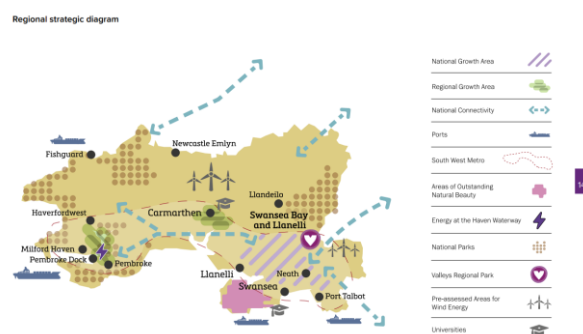 Regional strategic diagram
Newcastle Emlyn
Fishguard
Llandeilo
Haverfordwest
Carmarthen
Swansea Bay
and Llanelli
Milford Haven
Pembroke Dock
Pembroke
Llanelli
Neath
Swansea
Port Talbot
National Growth Area
Regional Growth Area
National Connectivity
Ports
South West Metro
Areas of Outstanding
Natural Beauty
Energy at the Haven Waterway
National Parks
Valleys Regional Park
Pre-assessed Areas for
Wind Energy
Universities